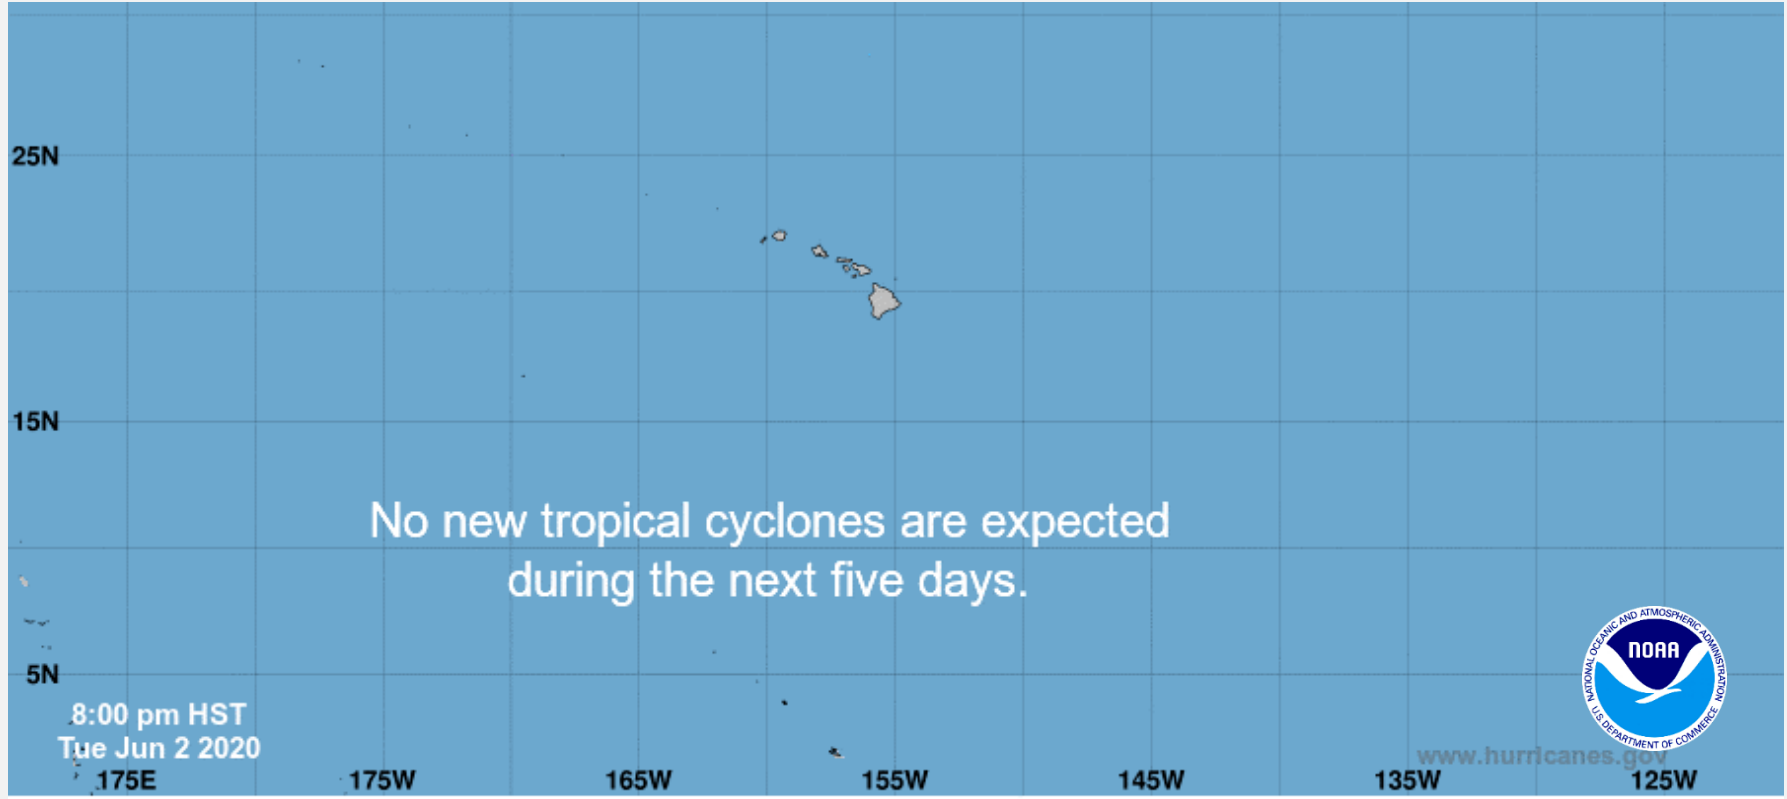 25N
15N
No new tropical cyclones are expected
during the next five days.
5N
8:00 pm HST
Tue Jun 2 2020
NATIONAL OCEANIC AND ATMOSPHERIC ADMINISTRATION
NOAA
U.S. DEPARTMENT OF COMMERCE
www.hurricanes.gov
175E 175W 165W 155W 145W 135W 125W